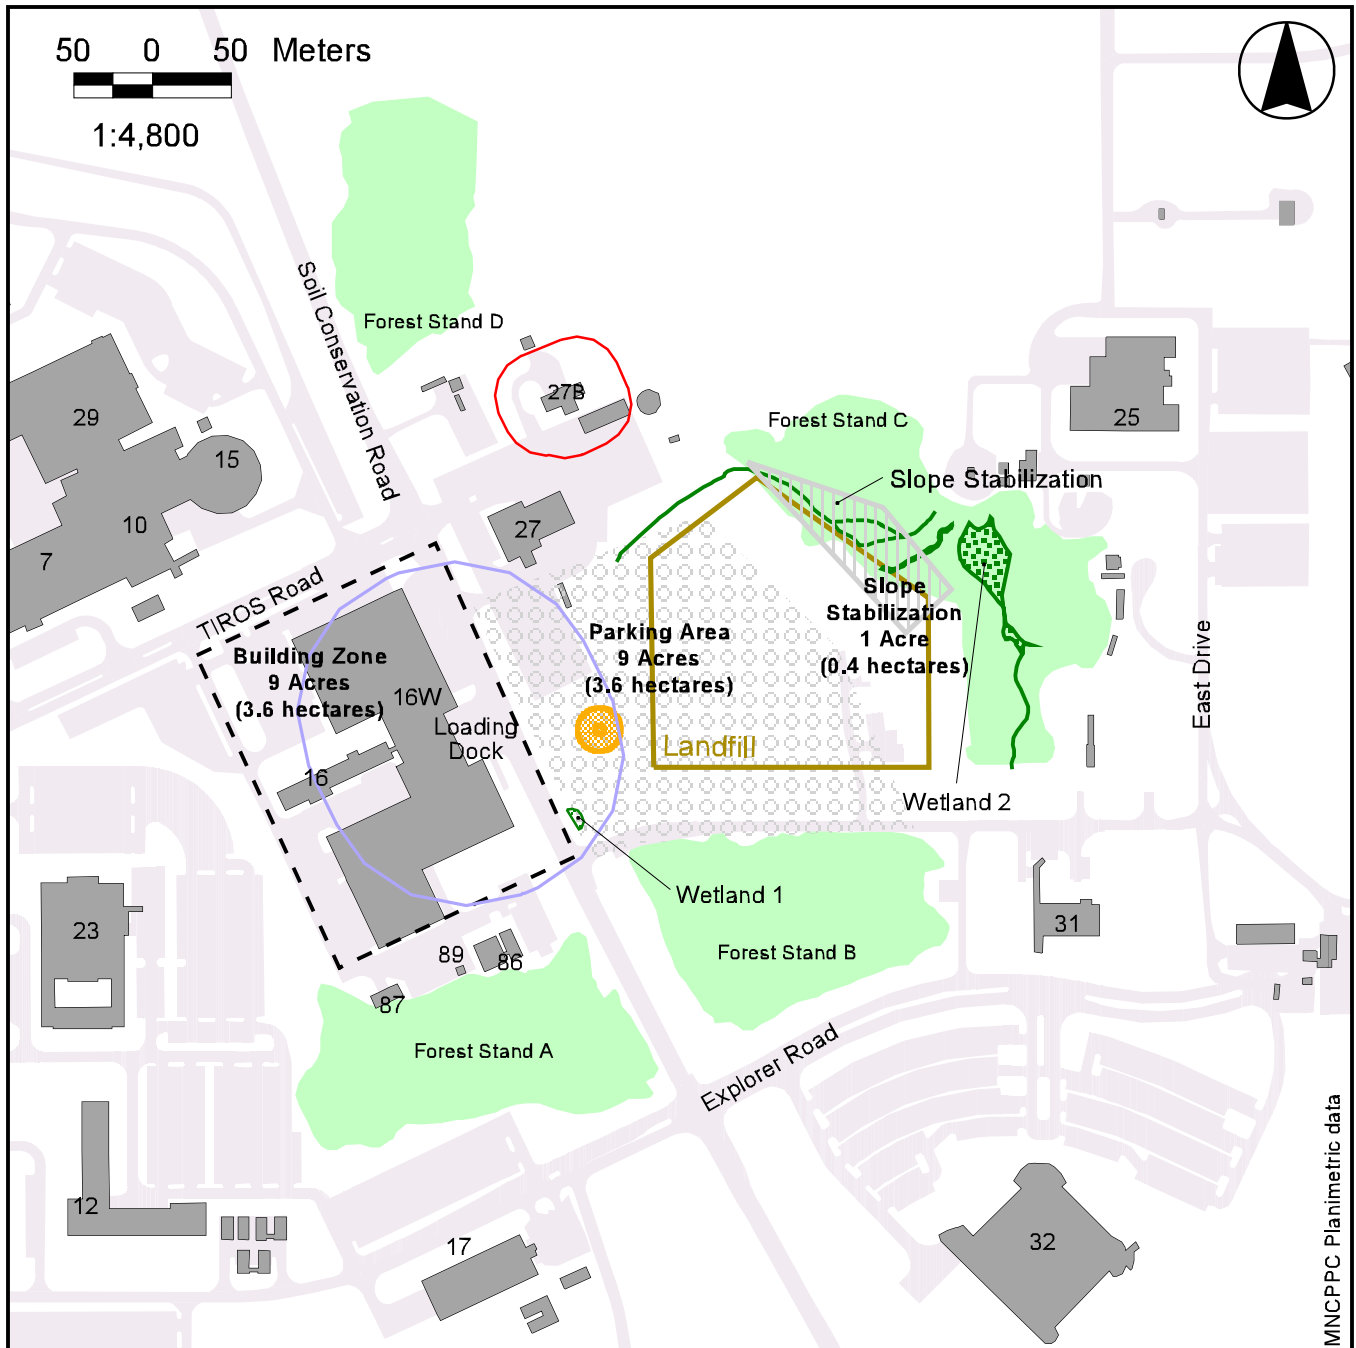 50 0 50 Meters
1:4,800
Soil Conservation Road
Forest Stand D
27B
29
15
10
7
27
Forest Stand C
25
Slope Stabilization
TIROS Road
Slope
Stabilization
1 Acre
(0.4 hectares)
Parking Area
9 Acres
(3.6 hectares)
Building Zone
9 Acres
(3.6 hectares)
16W
Loading
Dock
16
Landfill
East Drive
Wetland 2
Wetland 1
23
31
89
86
87
Forest Stand B
Forest Stand A
Explorer Road
12
17
32
MNCPPC Planimetric data